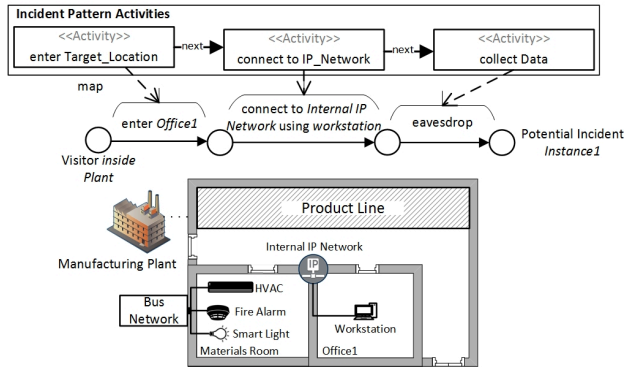 Incident Pattern Activities
<<Activity>>
enter Target_Location
next
<<Activity>>
connect to IP_Network
next
<<Activity>>
collect Data
map
enter Office1
connect to Internal IP
Network using workstation
eavesdrop
Visitor inside
Plant
Potential Incident
Instance1
Product Line
Manufacturing Plant
Internal IP Network
IP
Bus
Network
HVAC
Fire Alarm
Smart Light
Materials Room
Workstation
Office1